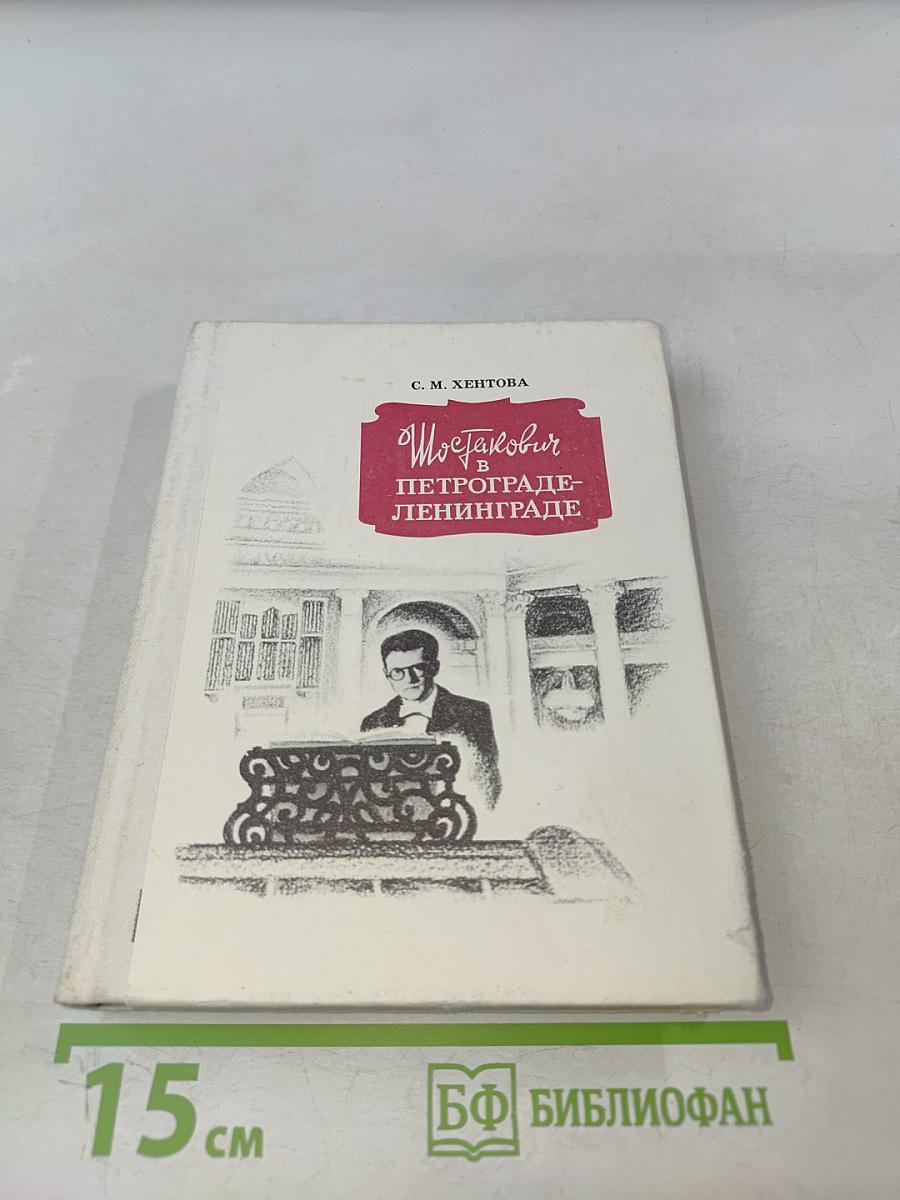 С. М. ХЕНТОВА
Шостакович
в
ПЕТРОГРАДЕ-
ЛЕНИНГРАДЕ
15 см
БФ БИБЛИОФАН